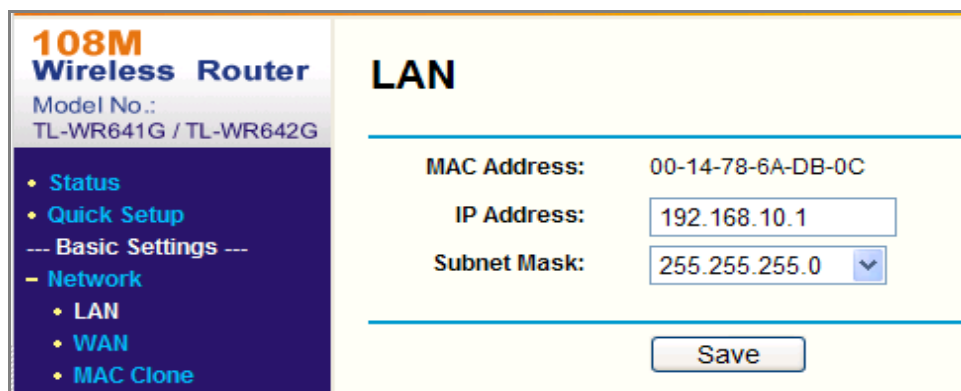 108M
Wireless Router
Model No.:
TL-WR641G / TL-WR642G
• Status
• Quick Setup
--- Basic Settings ---
– Network
• LAN
• WAN
• MAC Clone
LAN
MAC Address: 00-14-78-6A-DB-0C
IP Address: 192.168.10.1
Subnet Mask: 255.255.255.0
Save